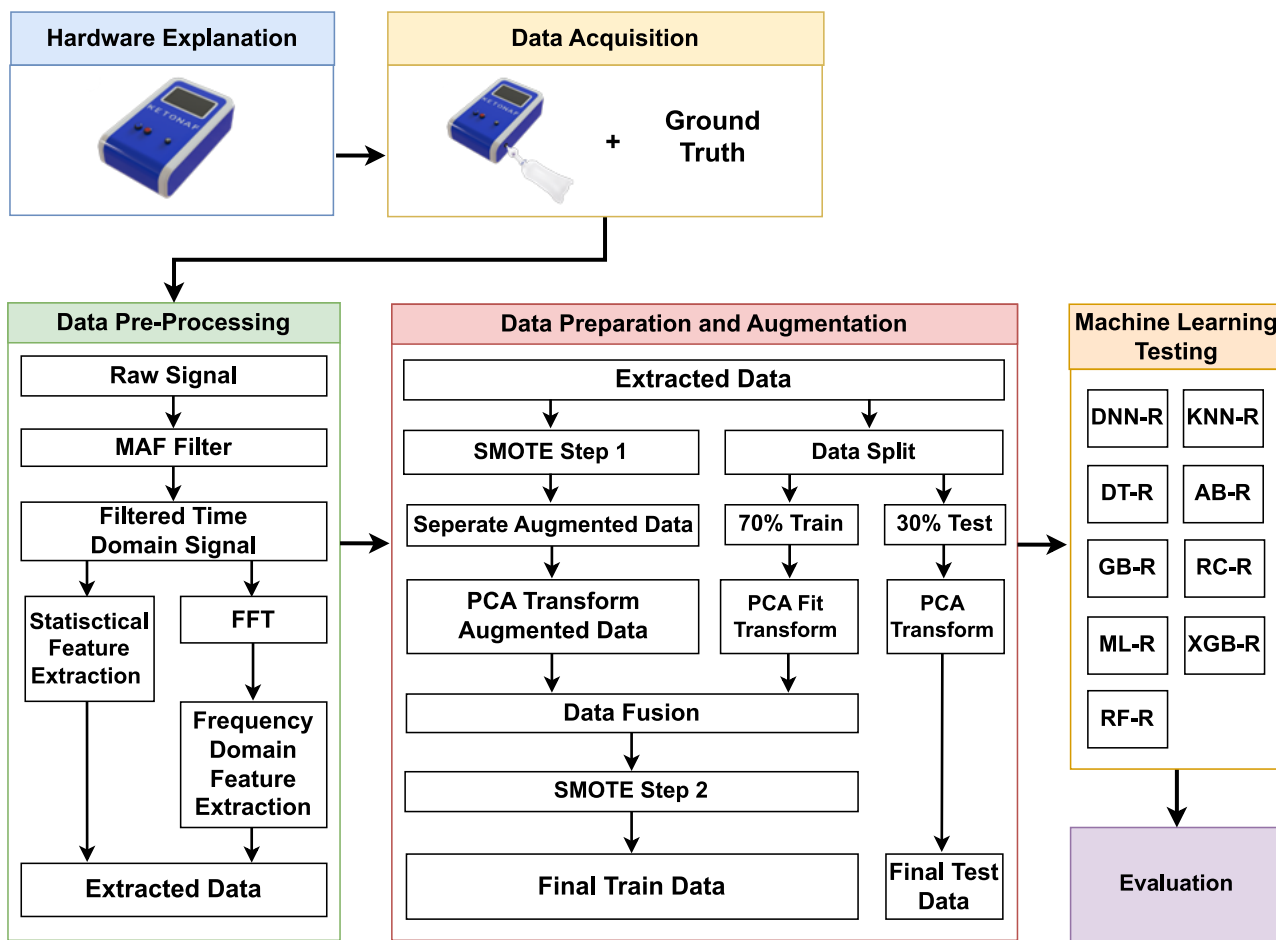 Hardware Explanation
KETONAF
Data Acquisition
KETONAF
+
Ground
Truth
Data Pre-Processing
Raw Signal
MAF Filter
Filtered Time
Domain Signal
Statisctical
Feature
Extraction
FFT
Frequency
Domain
Feature
Extraction
Extracted Data
Data Preparation and Augmentation
Extracted Data
SMOTE Step 1
Data Split
Seperate Augmented Data
70% Train
30% Test
PCA Transform
Augmented Data
PCA Fit
Transform
PCA
Transform
Data Fusion
SMOTE Step 2
Final Train Data
Final Test
Data
Machine Learning
Testing
DNN-R
KNN-R
DT-R
AB-R
GB-R
RC-R
ML-R
XGB-R
RF-R
Evaluation